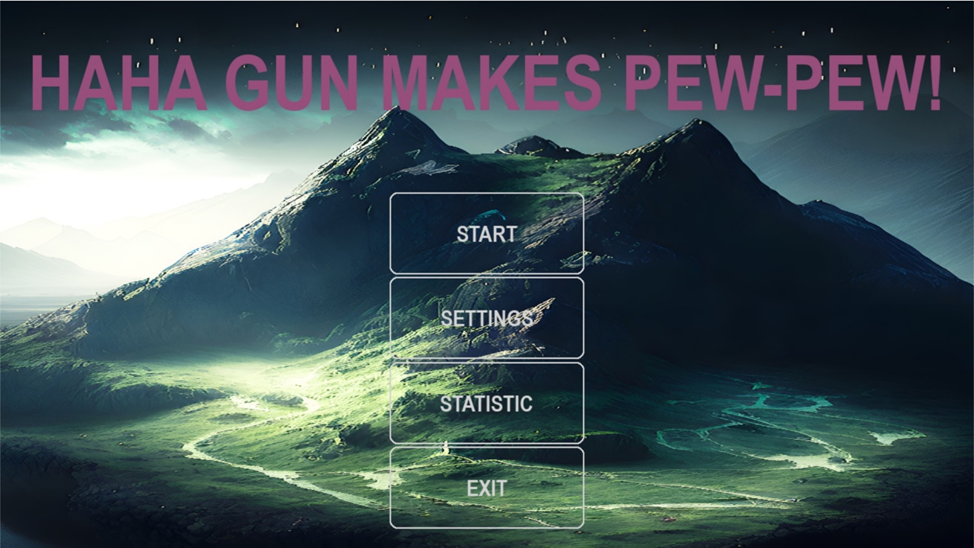 HAHA GUN MAKES PEW-PEW!
START
SETTINGS
STATISTIC
EXIT